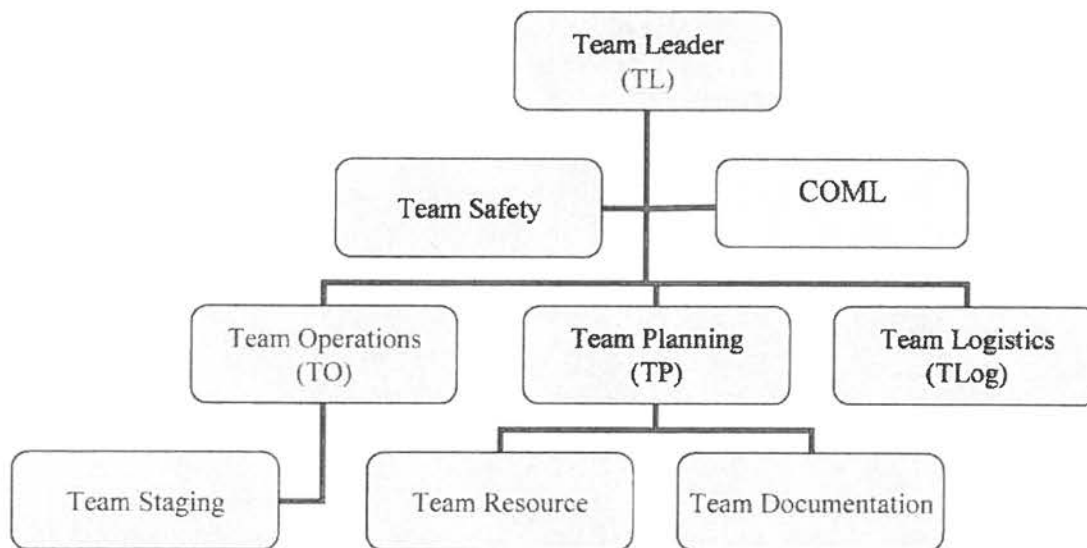 Team Leader
(TL)
Team Safety
COML
Team Operations
(TO)
Team Planning
(TP)
Team Logistics
(TLog)
Team Staging
Team Resource
Team Documentation